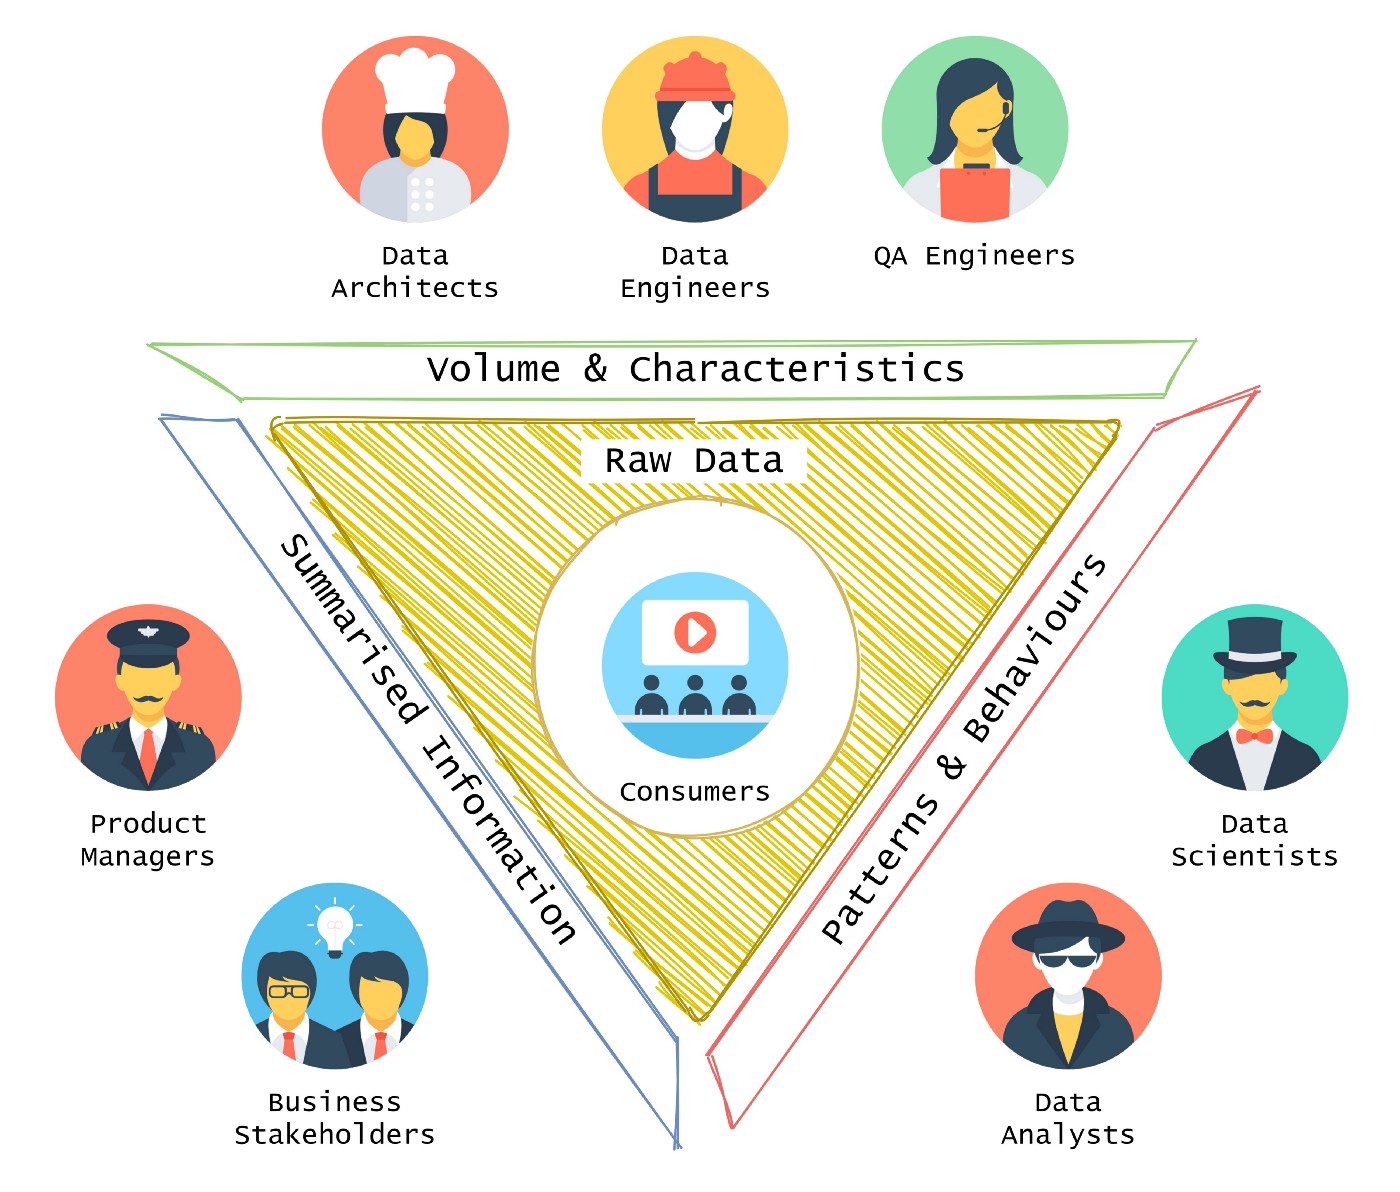 Data
Architects
Data
Engineers
QA Engineers
Volume & Characteristics
Raw Data
Summarised Information
Patterns & Behaviours
Consumers
Product
Managers
Data
Scientists
Business
Stakeholders
Data
Analysts